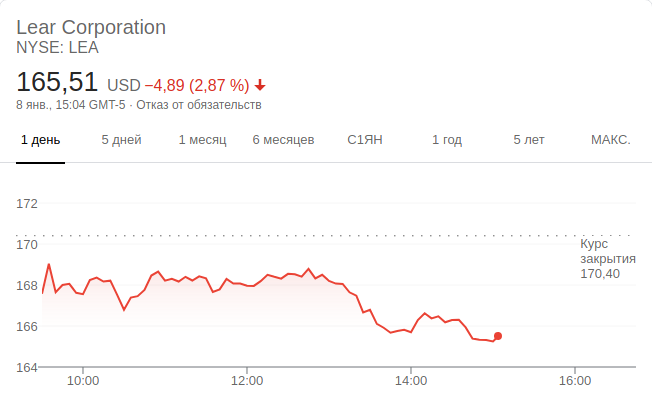 Lear Corporation
NYSE: LEA
165,51 USD −4,89 (2,87 %)
8 янв., 15:04 GMT-5 · Отказ от обязательств
1 день 5 дней 1 месяц 6 месяцев С1ЯН 1 год 5 лет МАКС.
172
170
168
166
164
Курс
закрытия
170,40
10:00 12:00 14:00 16:00